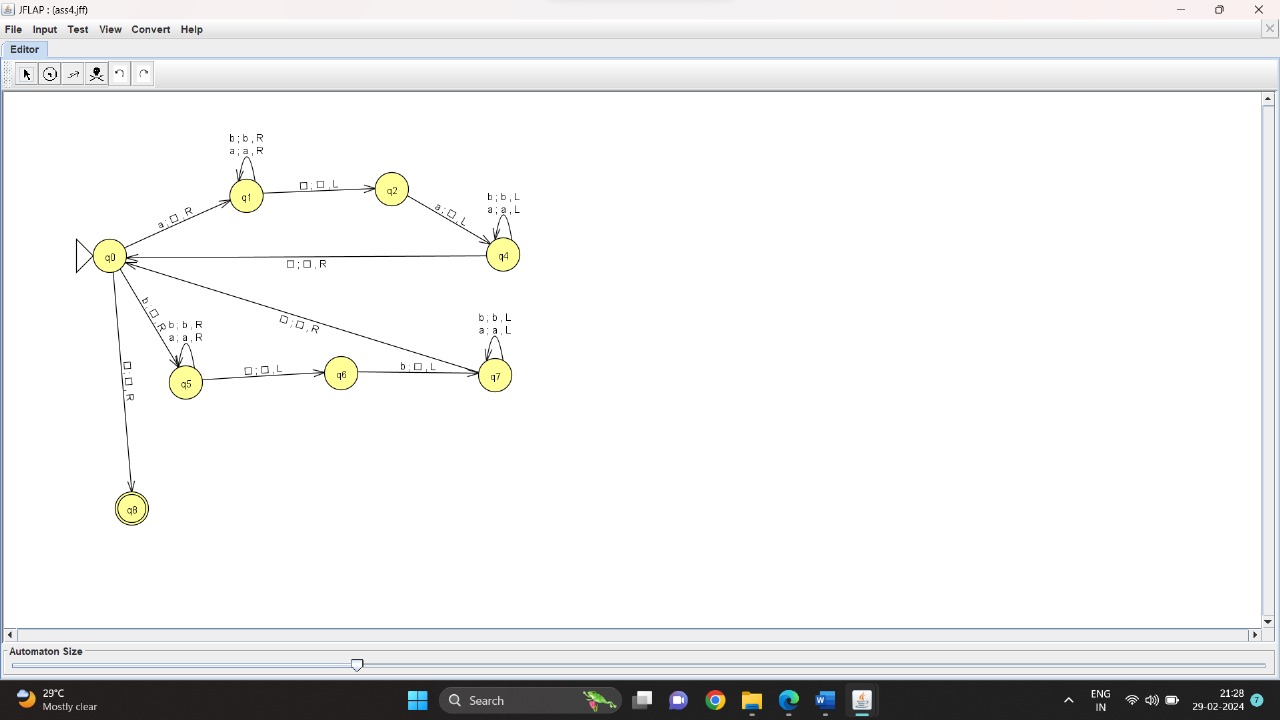 JFLAP : (ass4.jff)
File Input Test View Convert Help
Editor
b ; b , R
a ; a , R
q1
□ ; □ , L
q2
a ; □ , R
a ; □ , L
b ; b , L
a ; a , L
q4
q0
□ ; □ , R
b ; □ , R
b ; b , R
a ; a , R
□ ; □ , R
b ; b , L
a ; a , L
□ ; □ , R
q5
□ ; □ , L
q6
b ; □ , L
q7
q8
Automaton Size
29°C
Mostly clear
Search
ENG
IN
21:28
29-02-2024
7